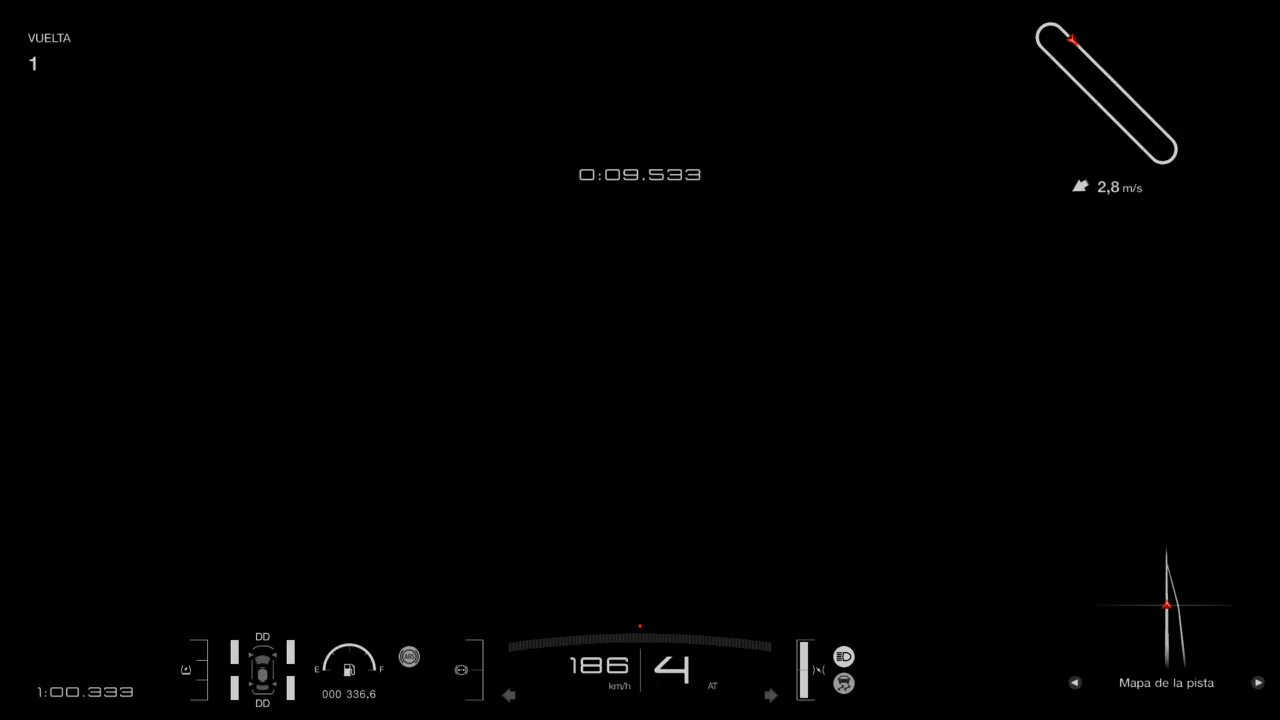 VUELTA
1
0:09.533
2,8 m/s
DD
ABS
E F
000 336,6
DD
186
km/h
4
AT
1:00.333
Mapa de la pista